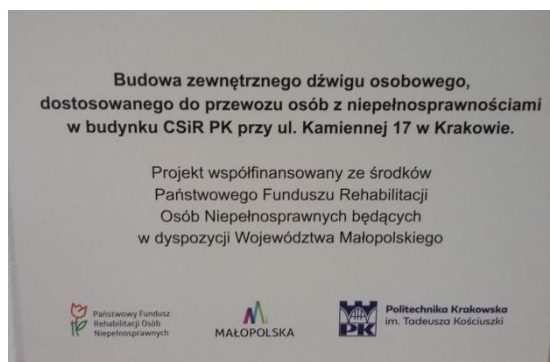 Budowa zewnętrznego dźwigu osobowego,
dostosowanego do przewozu osób z niepełnosprawnościami
w budynku CSiR PK przy ul. Kamiennej 17 w Krakowie.
Projekt współfinansowany ze środków
Państwowego Funduszu Rehabilitacji
Osób Niepełnosprawnych będących
w dyspozycji Województwa Małopolskiego
Państwowy Fundusz
Rehabilitacji Osób
Niepełnosprawnych
MAŁOPOLSKA
PK
Politechnika Krakowska
im. Tadeusza Kościuszki